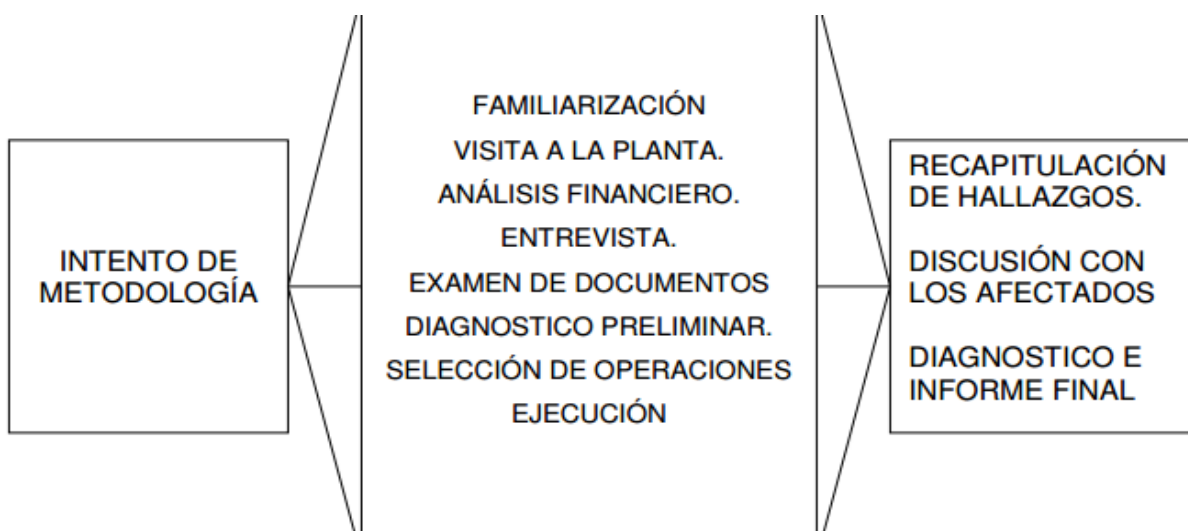 INTENTO DE
METODOLOGÍA
FAMILIARIZACIÓN
VISITA A LA PLANTA.
ANÁLISIS FINANCIERO.
ENTREVISTA.
EXAMEN DE DOCUMENTOS
DIAGNOSTICO PRELIMINAR.
SELECCIÓN DE OPERACIONES
EJECUCIÓN
RECAPITULACIÓN
DE HALLAZGOS.
DISCUSIÓN CON
LOS AFECTADOS
DIAGNOSTICO E
INFORME FINAL